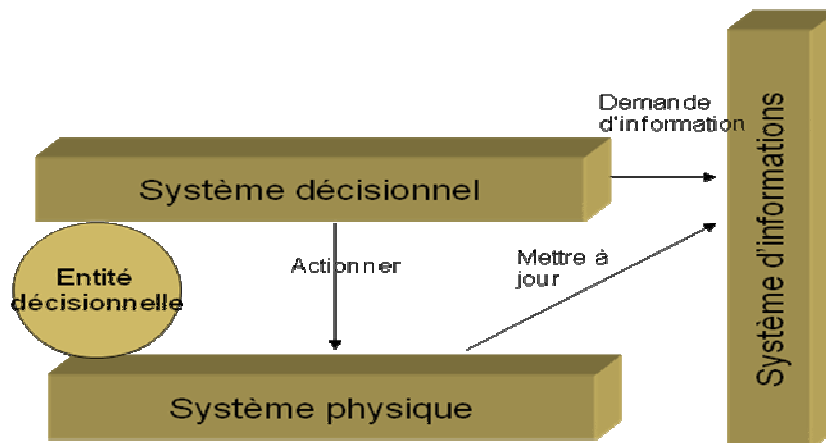 Demande
d'information
Système décisionnel
Système d'informations
Actionner
Mettre à
jour
Entité
décisionnelle
Système physique